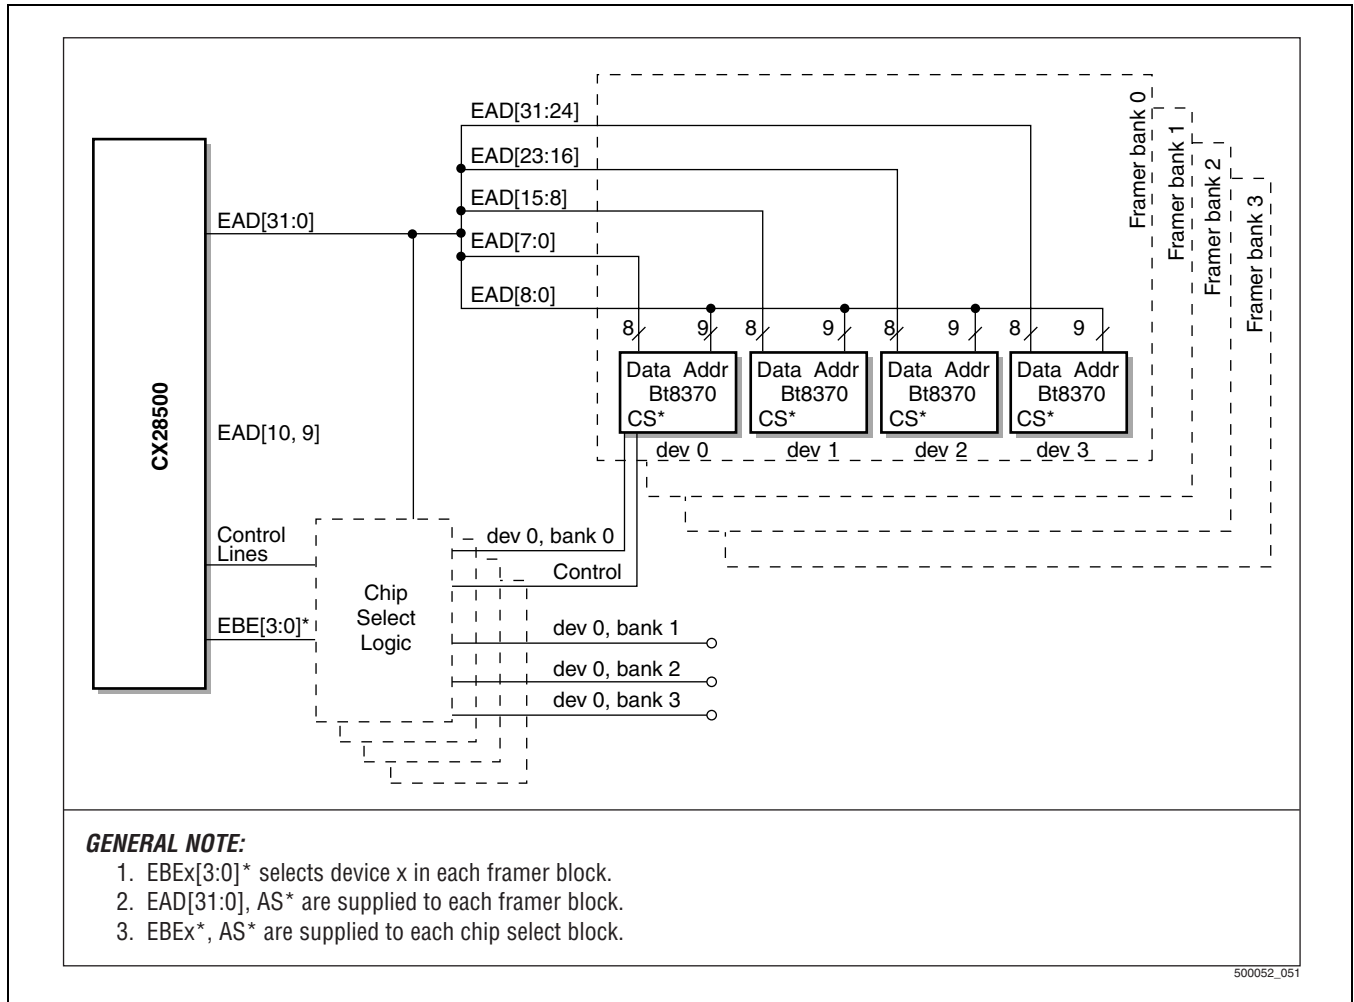 EAD[31:24]
EAD[23:16]
EAD[15:8]
EAD[31:0]
EAD[7:0]
EAD[8:0]
Framer bank 0
Framer bank 1
Framer bank 2
Framer bank 3
8 9 8 9 8 9 8 9
Data Addr
Bt8370
CS*
dev 0
Data Addr
Bt8370
CS*
dev 1
Data Addr
Bt8370
CS*
dev 2
Data Addr
Bt8370
CS*
dev 3
CX28500
EAD[10, 9]
Control
Lines
EBE[3:0]*
Chip
Select
Logic
dev 0, bank 0
Control
dev 0, bank 1
dev 0, bank 2
dev 0, bank 3
GENERAL NOTE:
1. EBEx[3:0]* selects device x in each framer block.
2. EAD[31:0], AS* are supplied to each framer block.
3. EBEx*, AS* are supplied to each chip select block.
500052_051